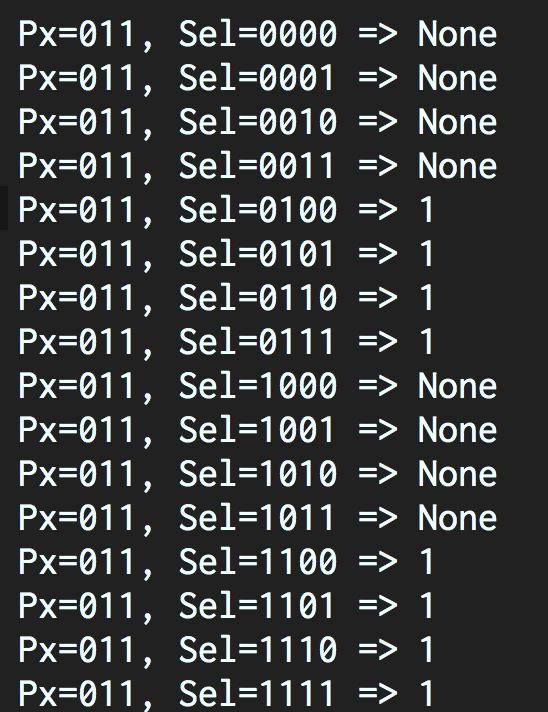 Px=011, Sel=0000 => None
Px=011, Sel=0001 => None
Px=011, Sel=0010 => None
Px=011, Sel=0011 => None
Px=011, Sel=0100 => 1
Px=011, Sel=0101 => 1
Px=011, Sel=0110 => 1
Px=011, Sel=0111 => 1
Px=011, Sel=1000 => None
Px=011, Sel=1001 => None
Px=011, Sel=1010 => None
Px=011, Sel=1011 => None
Px=011, Sel=1100 => 1
Px=011, Sel=1101 => 1
Px=011, Sel=1110 => 1
Px=011, Sel=1111 => 1